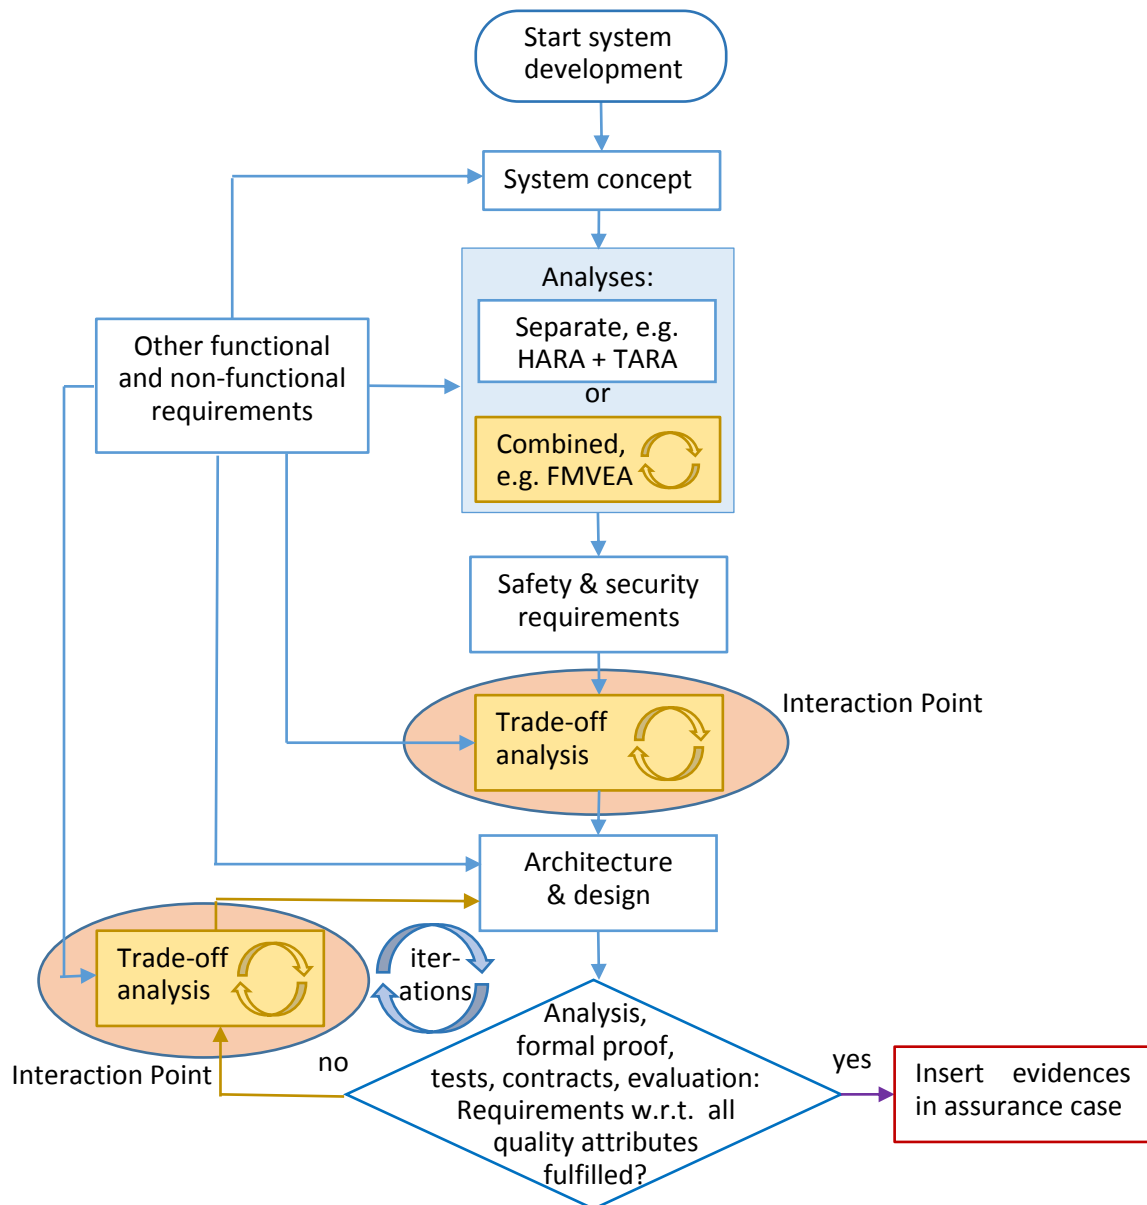 Start system
development
System concept
Analyses:
Separate, e.g.
HARA + TARA
or
Combined,
e.g. FMVEA
Other functional
and non-functional
requirements
Safety & security
requirements
Interaction Point
Trade-off
analysis
Architecture
& design
Trade-off
analysis
iter-
ations
Interaction Point
no
Analysis,
formal proof,
tests, contracts, evaluation:
Requirements w.r.t. all
quality attributes
fulfilled?
yes
Insert evidences
in assurance case